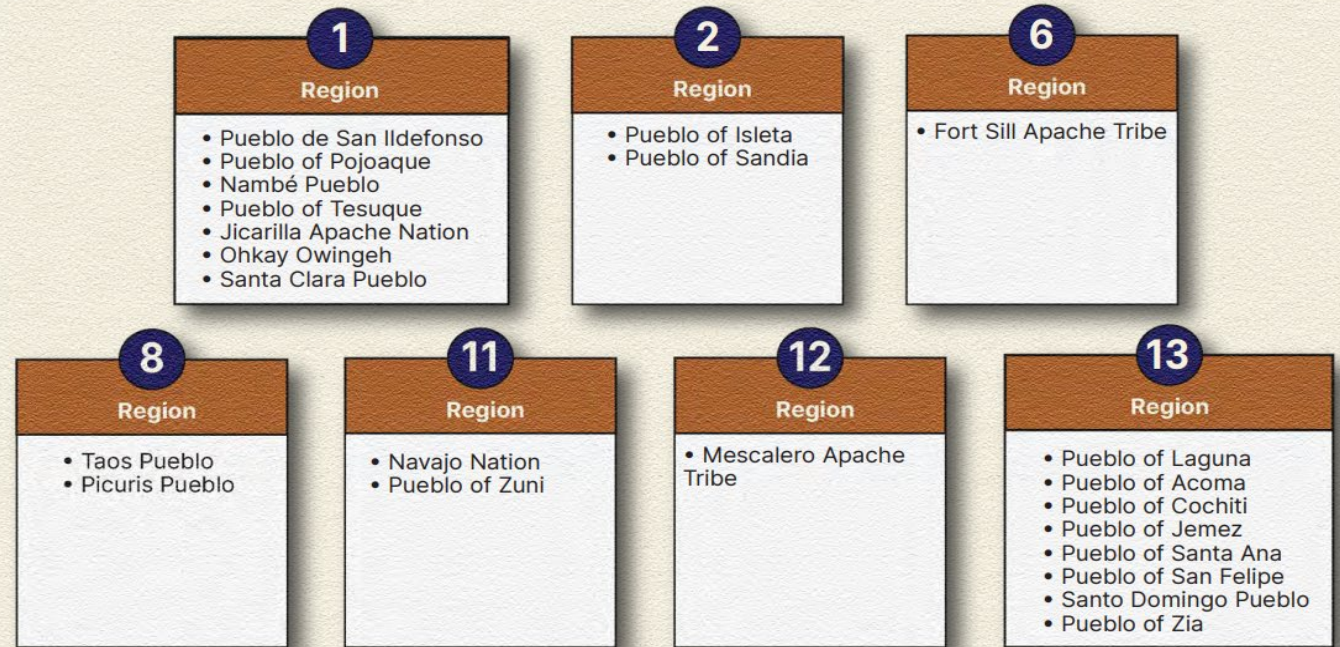 1
Region
• Pueblo de San Ildefonso
• Pueblo of Pojoaque
• Nambé Pueblo
• Pueblo of Tesuque
• Jicarilla Apache Nation
• Ohkay Owingeh
• Santa Clara Pueblo
2
Region
• Pueblo of Isleta
• Pueblo of Sandia
6
Region
• Fort Sill Apache Tribe
8
Region
• Taos Pueblo
• Picuris Pueblo
11
Region
• Navajo Nation
• Pueblo of Zuni
12
Region
• Mescalero Apache
Tribe
13
Region
• Pueblo of Laguna
• Pueblo of Acoma
• Pueblo of Cochiti
• Pueblo of Jemez
• Pueblo of Santa Ana
• Pueblo of San Felipe
• Santo Domingo Pueblo
• Pueblo of Zia